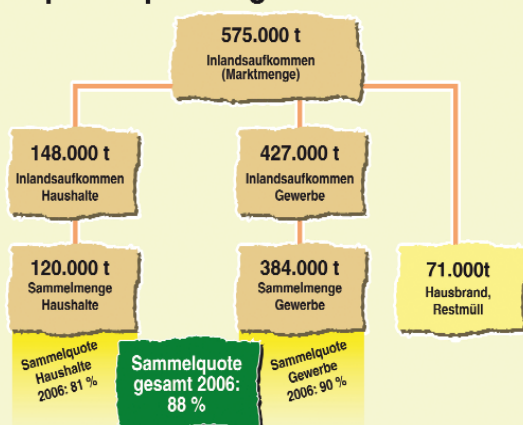 575.000 t
Inlandsaufkommen
(Marktmenge)
148.000 t
Inlandsaufkommen
Haushalte
427.000 t
Inlandsaufkommen
Gewerbe
120.000 t
Sammelmenge
Haushalte
384.000 t
Sammelmenge
Gewerbe
71.000t
Hausbrand,
Restmüll
Sammelquote
Haushalte
2006: 81 %
Sammelquote
gesamt 2006:
88 %
Sammelquote
Gewerbe
2006: 90 %